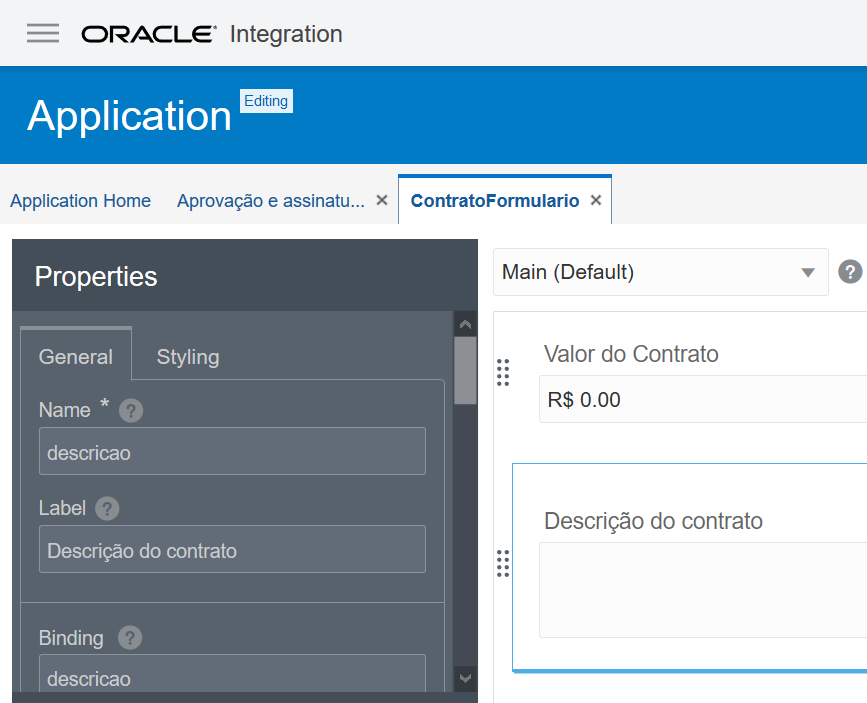 ORACLE Integration
Application Editing
Application Home Aprovação e assinatu... × ContratoFormulario ×
Properties
General Styling
Name * ?
descricao
Label ?
Descrição do contrato
Binding ?
descricao
Main (Default) ?
Valor do Contrato
R$ 0.00
Descrição do contrato